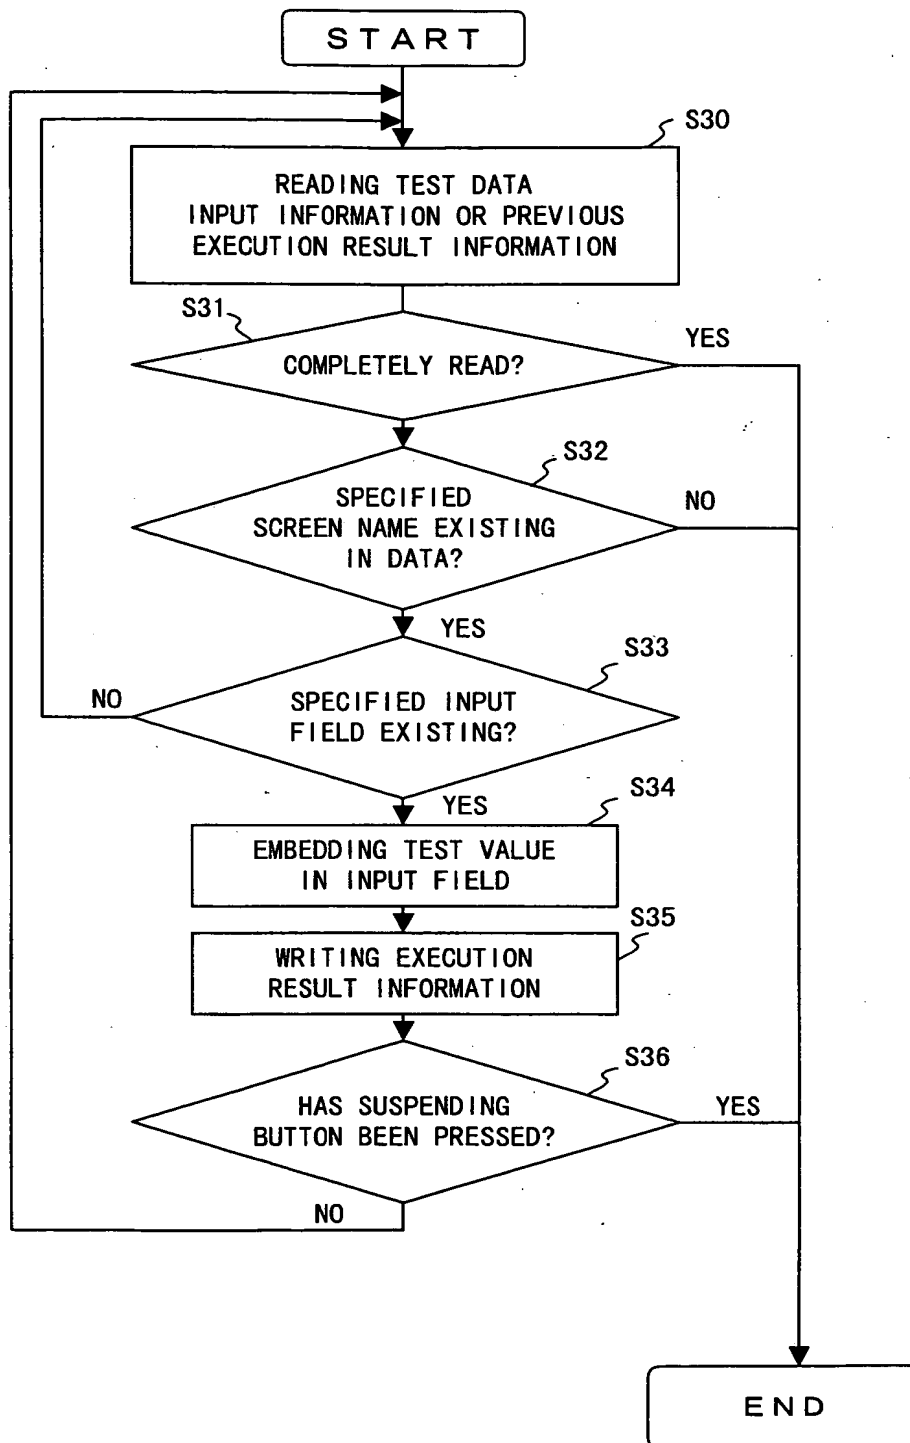 START
S30
READING TEST DATA
INPUT INFORMATION OR PREVIOUS
EXECUTION RESULT INFORMATION
S31
YES
COMPLETELY READ?
S32
SPECIFIED
SCREEN NAME EXISTING
IN DATA?
NO
YES
S33
NO
SPECIFIED INPUT
FIELD EXISTING?
YES
S34
EMBEDDING TEST VALUE
IN INPUT FIELD
S35
WRITING EXECUTION
RESULT INFORMATION
S36
HAS SUSPENDING
BUTTON BEEN PRESSED?
YES
NO
END